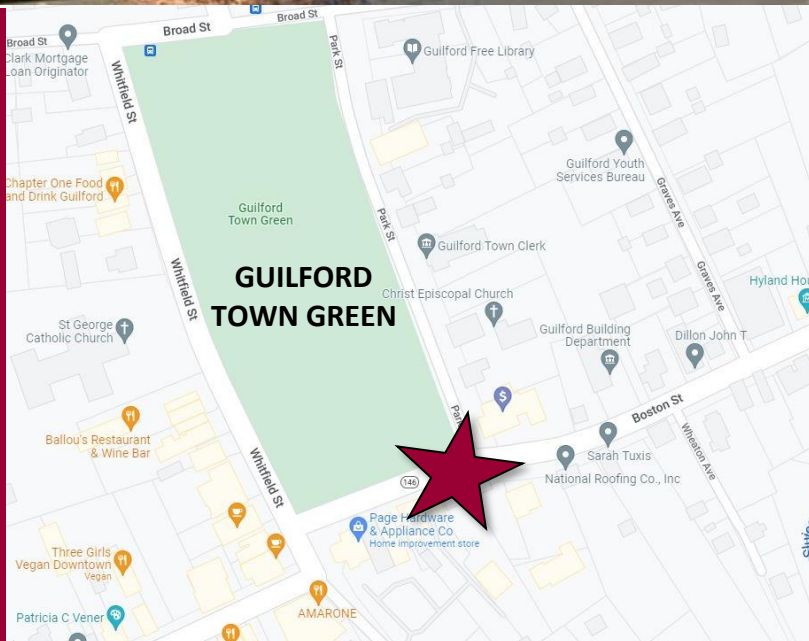 Broad St
Broad St
Broad St
Clark Mortgage
Loan Originator
Whitfield St
Park St
Guilford Free Library
Guilford Youth
Services Bureau
Graves Ave
Chapter One Food
and Drink Guilford
Guilford
Town Green
Park St
Guilford Town Clerk
Graves Ave
Whitfield St
GUILFORD
TOWN GREEN
Christ Episcopal Church
Hyland
St George
Catholic Church
Guilford Building
Department
Dillon John T
$
Boston St
Ballou's Restaurant
& Wine Bar
Wheaton Ave
Sarah Tuxis
National Roofing Co., Inc
Whitfield St
146
Page Hardware
& Appliance Co
Home improvement store
Three Girls
Vegan Downtown
Vegan
Patricia C Vener
AMARONE